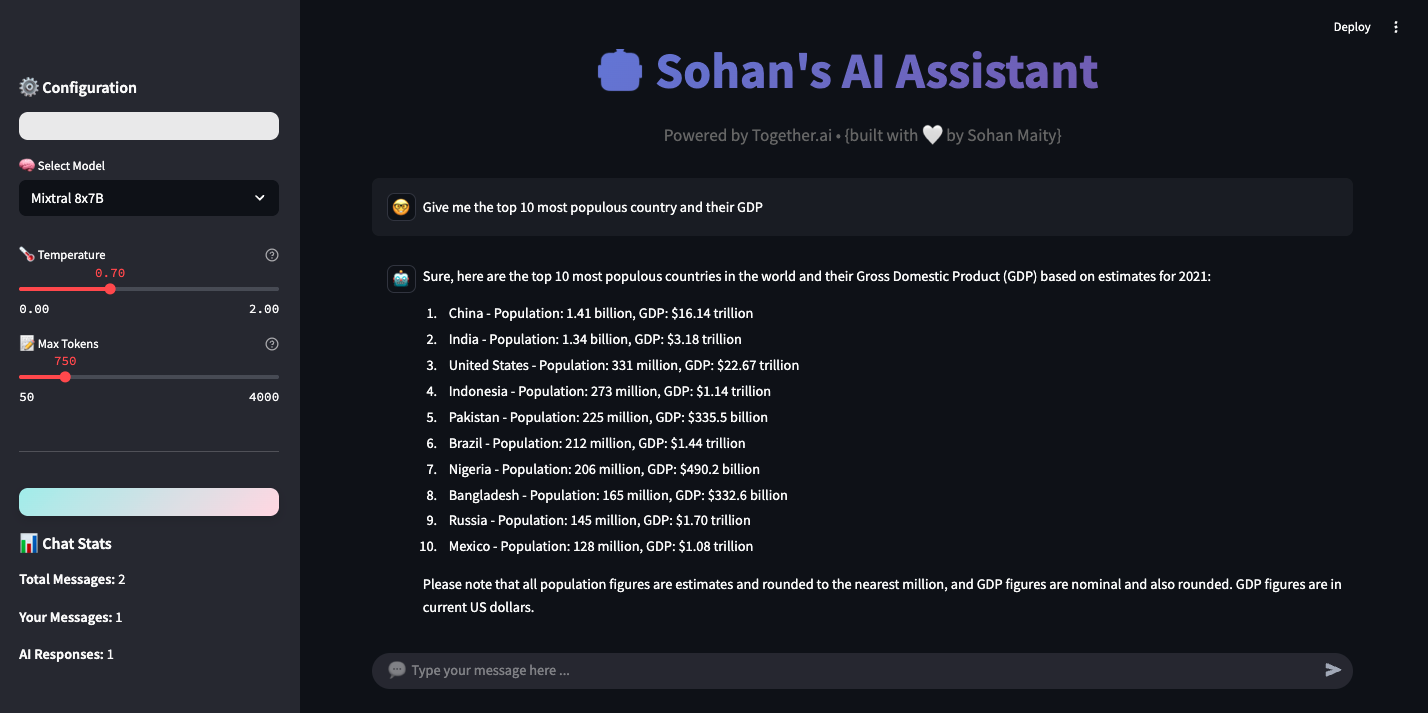 Deploy
Configuration
Select Model
Mixtral 8x7B
Temperature
0.70
0.00 2.00
Max Tokens
750
50 4000
Chat Stats
Total Messages: 2
Your Messages: 1
AI Responses: 1
Sohan's AI Assistant
Powered by Together.ai • {built with 🤍 by Sohan Maity}
Give me the top 10 most populous country and their GDP
Sure, here are the top 10 most populous countries in the world and their Gross Domestic Product (GDP) based on estimates for 2021:
1. China - Population: 1.41 billion, GDP: $16.14 trillion
2. India - Population: 1.34 billion, GDP: $3.18 trillion
3. United States - Population: 331 million, GDP: $22.67 trillion
4. Indonesia - Population: 273 million, GDP: $1.14 trillion
5. Pakistan - Population: 225 million, GDP: $335.5 billion
6. Brazil - Population: 212 million, GDP: $1.44 trillion
7. Nigeria - Population: 206 million, GDP: $490.2 billion
8. Bangladesh - Population: 165 million, GDP: $332.6 billion
9. Russia - Population: 145 million, GDP: $1.70 trillion
10. Mexico - Population: 128 million, GDP: $1.08 trillion
Please note that all population figures are estimates and rounded to the nearest million, and GDP figures are nominal and also rounded. GDP figures are in
current US dollars.
Type your message here ...